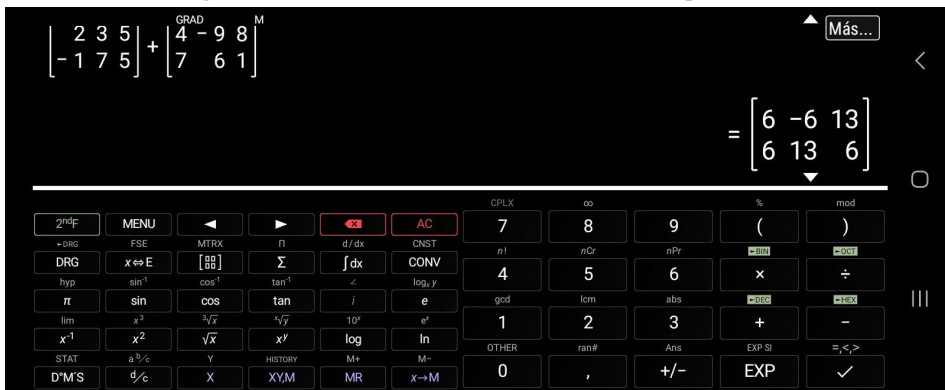 GRAD M Más...
2 3 5 + 4 - 9 8
- 1 7 5 7 6 1
= 6 -6 13
6 13 6
CPLX ∞ % mod
2ndF MENU ◄ ► AC 7 8 9 ( )
►DRG FSE MTRX Π d/dx CNST n! nCr nPr ►BIN ►OCT
DRG x⇔E Σ ∫dx CONV 4 5 6 × ÷
hyp sin-1 cos-1 tan-1 ∠ logx y gcd lcm abs ►DEC ►HEX
π sin cos tan i e 1 2 3 + −
lim x3 3√x x√y 10x ex OTHER ran# Ans EXP SI =,<,>
x-1 x2 √x xy log ln 0 , +/− EXP ✓
STAT a b/c Y HISTORY M+ M−
D°M´S d/c X XY,M MR x→M